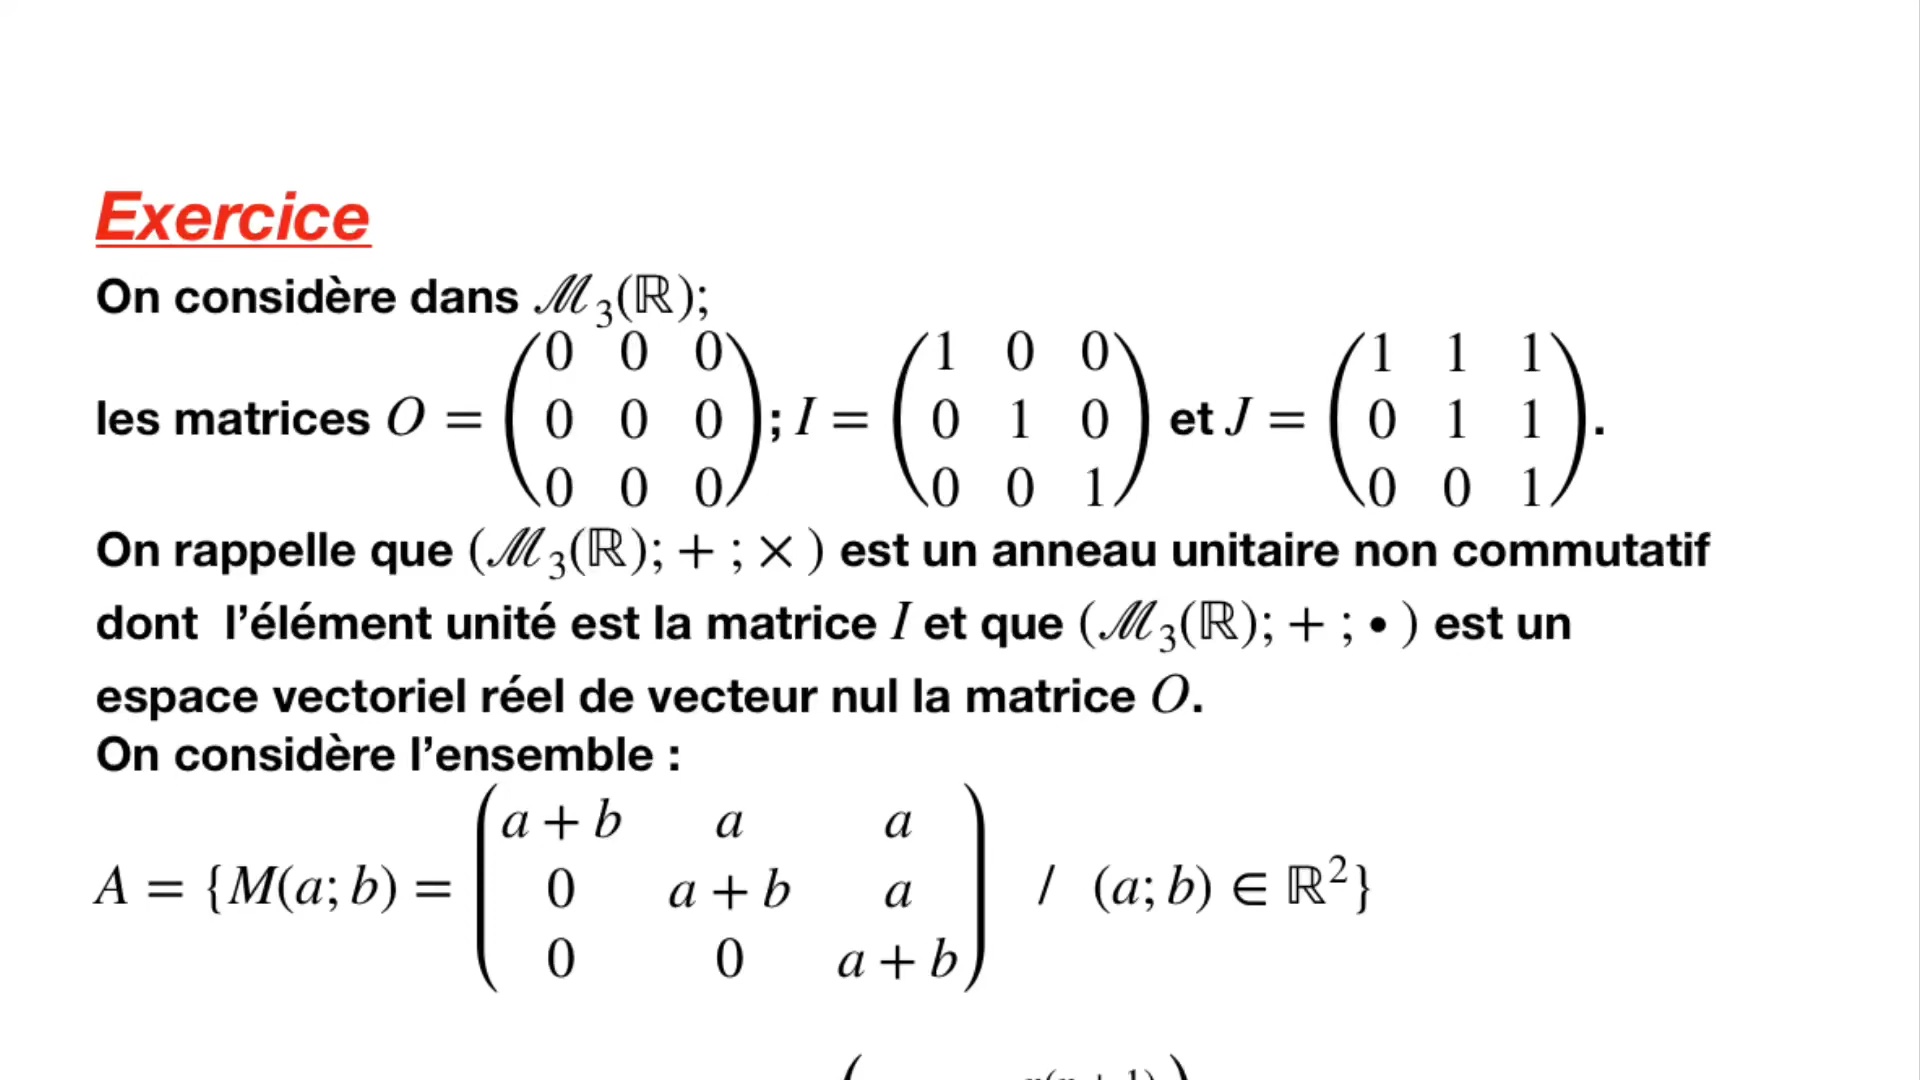 Exercice
On considère dans ℳ₃(ℝ);
les matrices O = (0 0 0 ; 0 0 0 ; 0 0 0); I = (1 0 0 ; 0 1 0 ; 0 0 1) et J = (1 1 1 ; 0 1 1 ; 0 0 1).
On rappelle que (ℳ₃(ℝ); + ; ×) est un anneau unitaire non commutatif
dont l’élément unité est la matrice I et que (ℳ₃(ℝ); + ; •) est un
espace vectoriel réel de vecteur nul la matrice O.
On considère l’ensemble :
A = {M(a; b) = (a + b a a ; 0 a + b a ; 0 0 a + b) / (a; b) ∈ ℝ²}